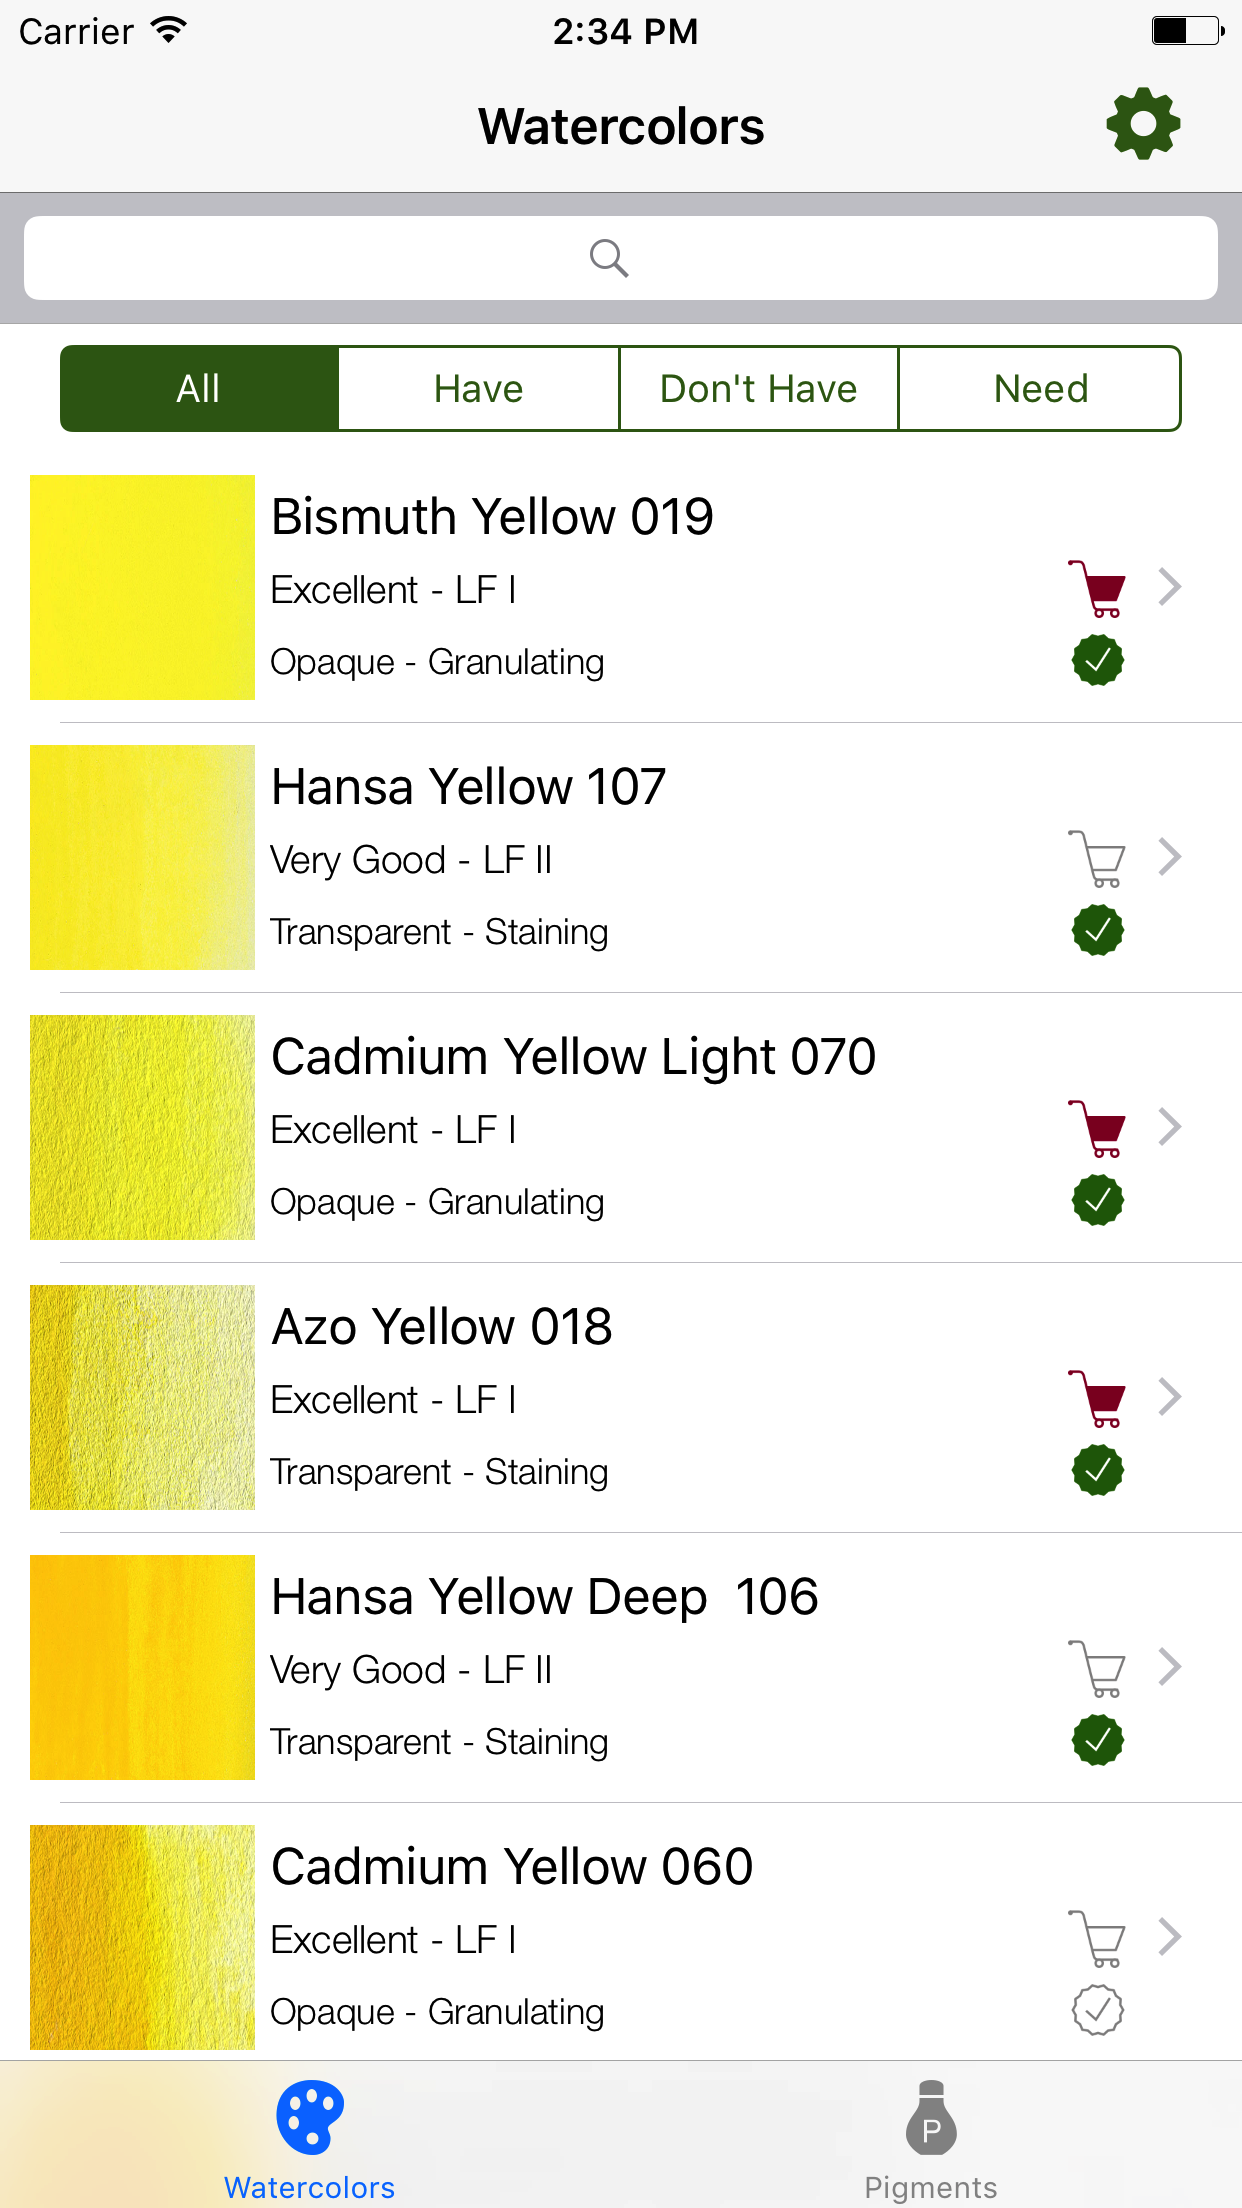 Carrier 2:34 PM
Watercolors
All Have Don't Have Need
Bismuth Yellow 019
Excellent - LF I
Opaque - Granulating
Hansa Yellow 107
Very Good - LF II
Transparent - Staining
Cadmium Yellow Light 070
Excellent - LF I
Opaque - Granulating
Azo Yellow 018
Excellent - LF I
Transparent - Staining
Hansa Yellow Deep  106
Very Good - LF II
Transparent - Staining
Cadmium Yellow 060
Excellent - LF I
Opaque - Granulating
P
Watercolors Pigments